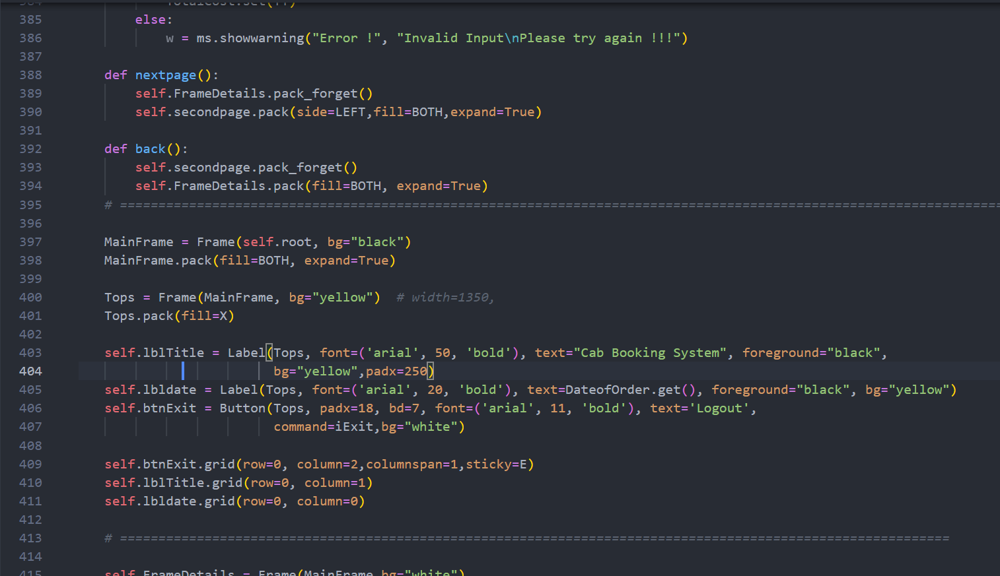 384 TotalCost.set(TT)
385 else:
386 w = ms.showwarning("Error !", "Invalid Input\nPlease try again !!!")
387
388 def nextpage():
389 self.FrameDetails.pack_forget()
390 self.secondpage.pack(side=LEFT,fill=BOTH,expand=True)
391
392 def back():
393 self.secondpage.pack_forget()
394 self.FrameDetails.pack(fill=BOTH, expand=True)
395 # ==================================================================================================================
396
397 MainFrame = Frame(self.root, bg="black")
398 MainFrame.pack(fill=BOTH, expand=True)
399
400 Tops = Frame(MainFrame, bg="yellow")  # width=1350,
401 Tops.pack(fill=X)
402
403 self.lblTitle = Label(Tops, font=('arial', 50, 'bold'), text="Cab Booking System", foreground="black",
404 bg="yellow",padx=250)
405 self.lbldate = Label(Tops, font=('arial', 20, 'bold'), text=DateofOrder.get(), foreground="black", bg="yellow")
406 self.btnExit = Button(Tops, padx=18, bd=7, font=('arial', 11, 'bold'), text='Logout',
407 command=iExit,bg="white")
408
409 self.btnExit.grid(row=0, column=2,columnspan=1,sticky=E)
410 self.lblTitle.grid(row=0, column=1)
411 self.lbldate.grid(row=0, column=0)
412
413 # ============================================================================================================
414
415 self.FrameDetails = Frame(MainFrame,bg="white")